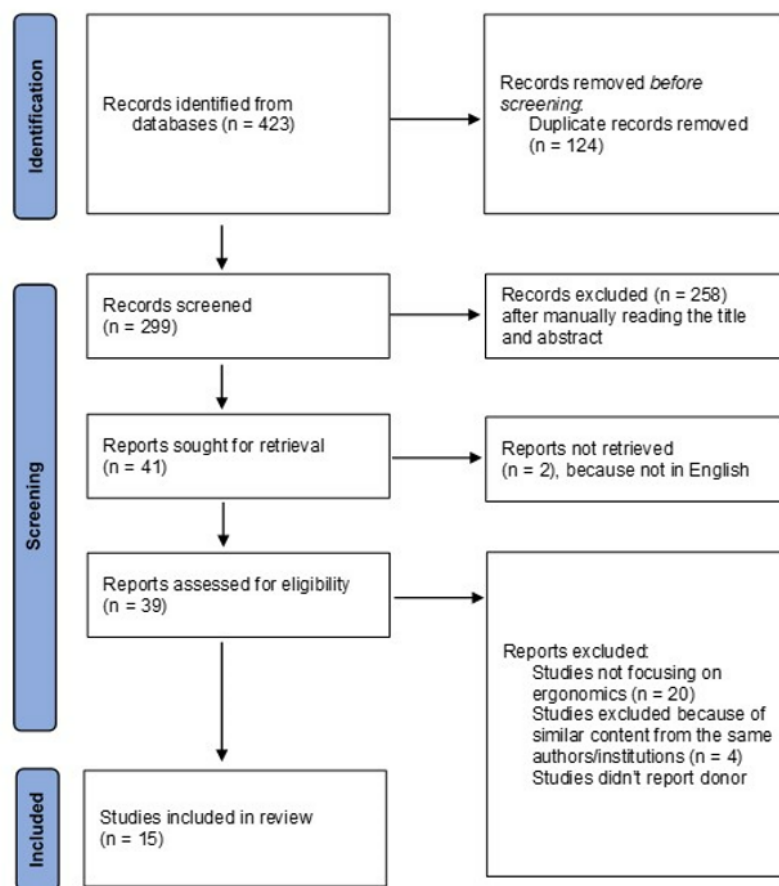 Identification
Records identified from
databases (n = 423)
Records removed before
screening:
Duplicate records removed
(n = 124)
Screening
Records screened
(n = 299)
Records excluded (n = 258)
after manually reading the title
and abstract
Reports sought for retrieval
(n = 41)
Reports not retrieved
(n = 2), because not in English
Reports assessed for eligibility
(n = 39)
Reports excluded:
Studies not focusing on
ergonomics (n = 20)
Studies excluded because of
similar content from the same
authors/institutions (n = 4)
Studies didn't report donor
Included
Studies included in review
(n = 15)